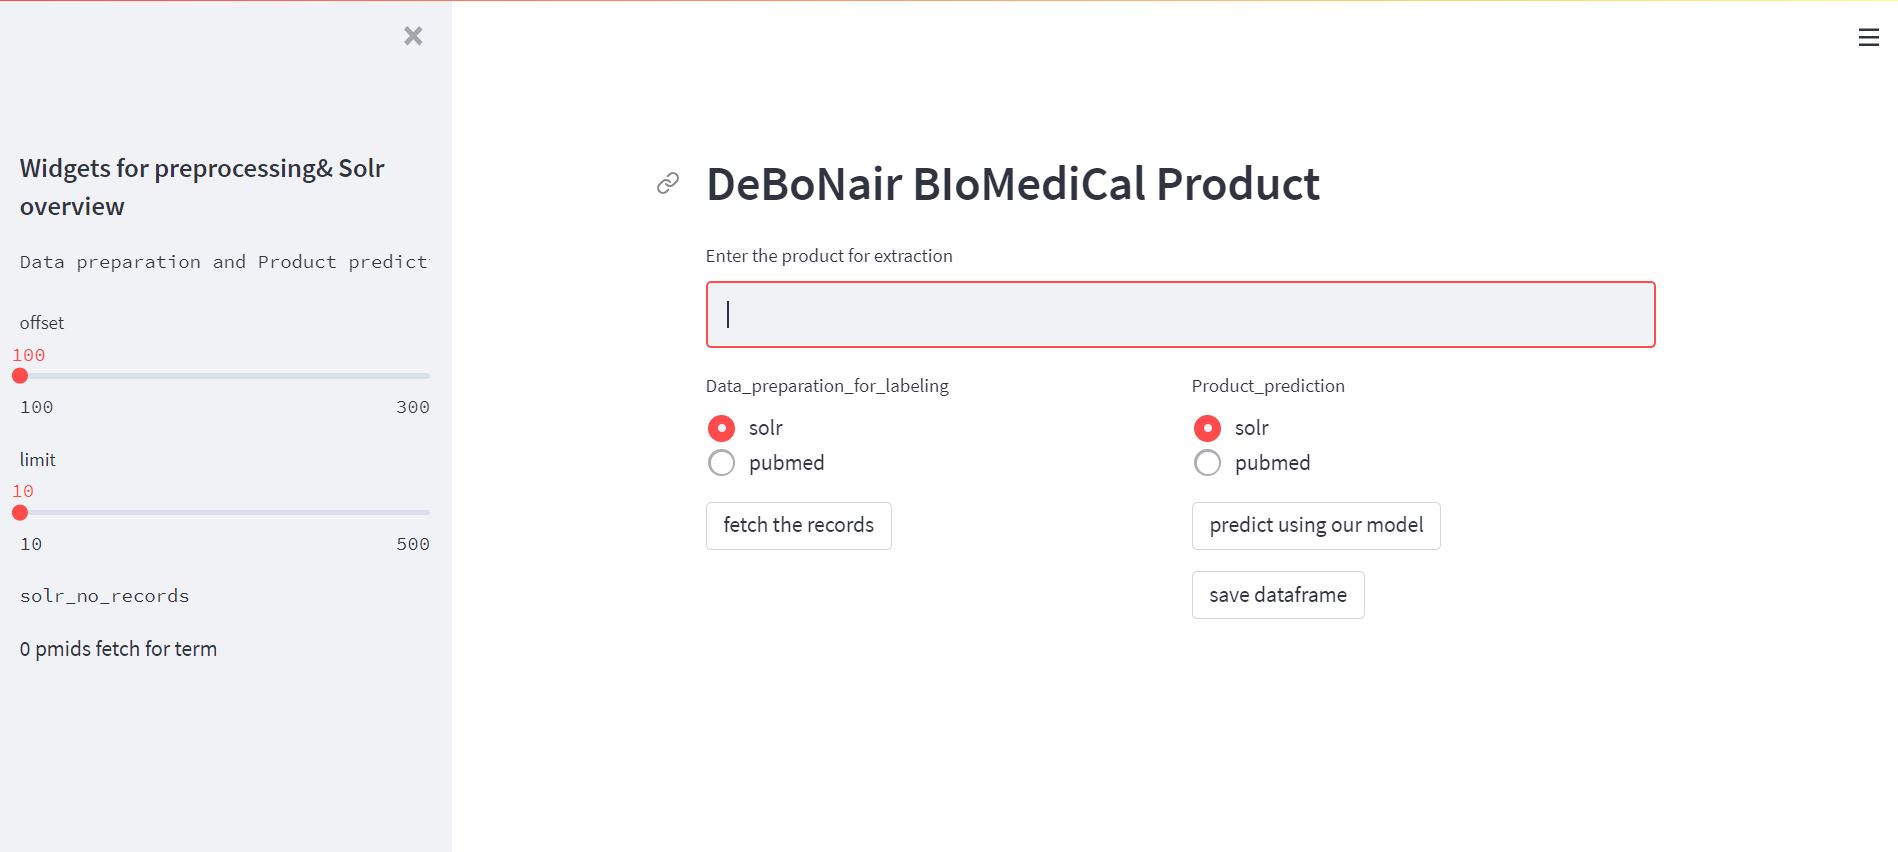 Widgets for preprocessing& Solr
overview
Data preparation and Product predict
offset
100
100 300
limit
10
10 500
solr_no_records
0 pmids fetch for term
DeBoNair BIoMediCal Product
Enter the product for extraction
Data_preparation_for_labeling
solr
pubmed
fetch the records
Product_prediction
solr
pubmed
predict using our model
save dataframe